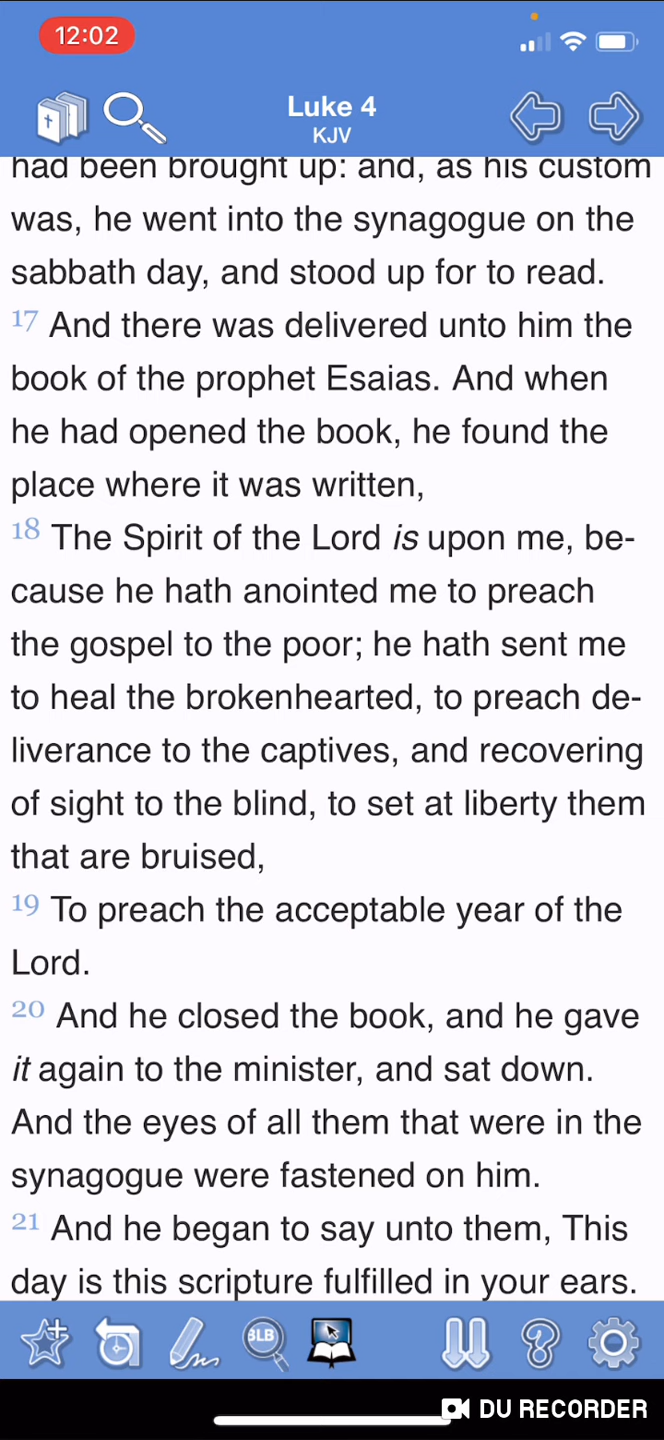 12:02
Luke 4
KJV
had been brought up: and, as his custom
was, he went into the synagogue on the
sabbath day, and stood up for to read.
17 And there was delivered unto him the
book of the prophet Esaias. And when
he had opened the book, he found the
place where it was written,
18 The Spirit of the Lord is upon me, be-
cause he hath anointed me to preach
the gospel to the poor; he hath sent me
to heal the brokenhearted, to preach de-
liverance to the captives, and recovering
of sight to the blind, to set at liberty them
that are bruised,
19 To preach the acceptable year of the
Lord.
20 And he closed the book, and he gave
it again to the minister, and sat down.
And the eyes of all them that were in the
synagogue were fastened on him.
21 And he began to say unto them, This
day is this scripture fulfilled in your ears.
BLB
DU RECORDER